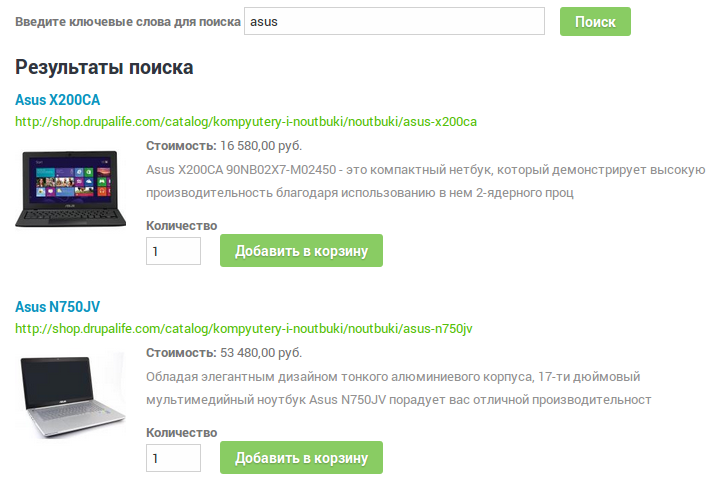 Введите ключевые слова для поиска asus Поиск
Результаты поиска
Asus X200CA
http://shop.drupalife.com/catalog/kompyutery-i-noutbuki/noutbuki/asus-x200ca
Стоимость: 16 580,00 руб.
Asus X200CA 90NB02X7-M02450 - это компактный нетбук, который демонстрирует высокую
производительность благодаря использованию в нем 2-ядерного проц
Количество
1 Добавить в корзину
Asus N750JV
http://shop.drupalife.com/catalog/kompyutery-i-noutbuki/noutbuki/asus-n750jv
Стоимость: 53 480,00 руб.
Обладая элегантным дизайном тонкого алюминиевого корпуса, 17-ти дюймовый
мультимедийный ноутбук Asus N750JV порадует вас отличной производительност
Количество
1 Добавить в корзину